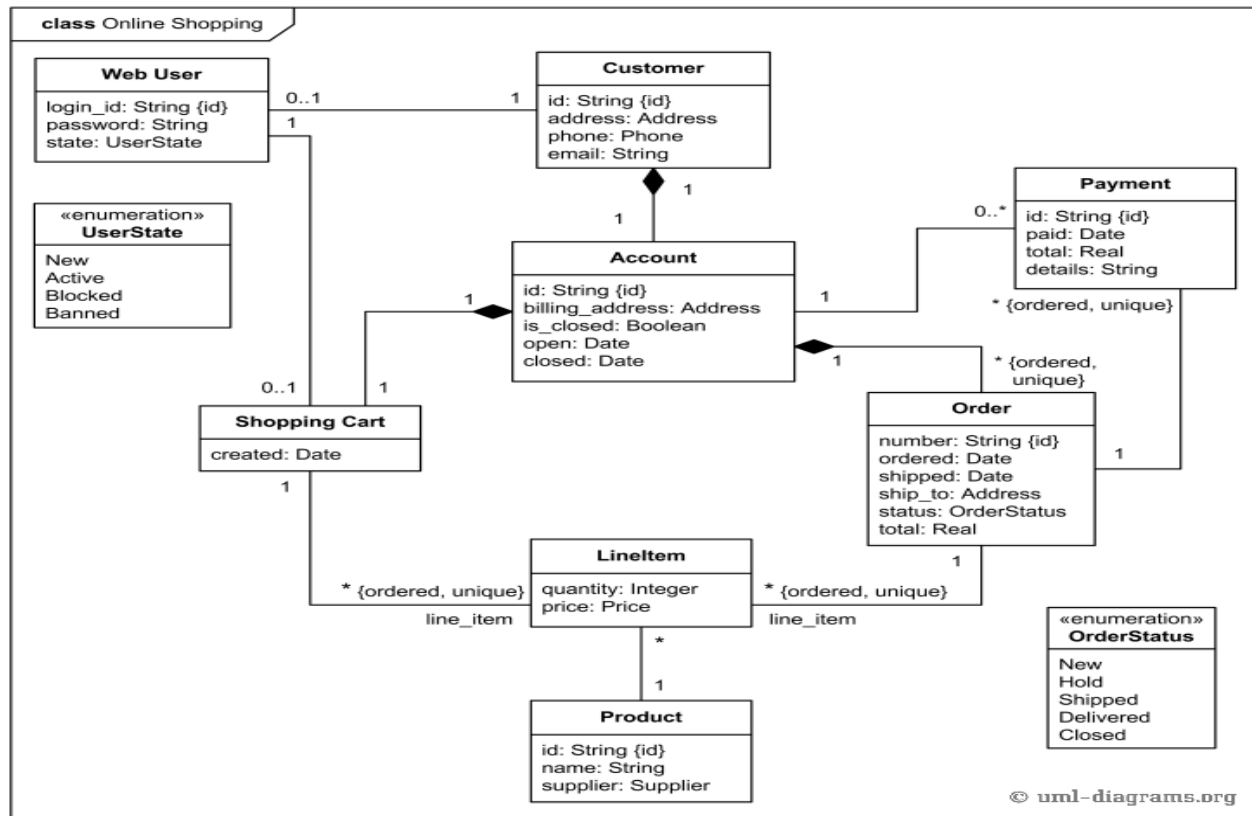 class Online Shopping
Web User
login_id: String {id}
password: String
state: UserState
0..1
1
1
Customer
id: String {id}
address: Address
phone: Phone
email: String
1
1
«enumeration»
UserState
New
Active
Blocked
Banned
Account
id: String {id}
billing_address: Address
is_closed: Boolean
open: Date
closed: Date
1
1
1
0..*
Payment
id: String {id}
paid: Date
total: Real
details: String
* {ordered, unique}
* {ordered,
unique}
0..1
1
Shopping Cart
created: Date
1
Order
number: String {id}
ordered: Date
shipped: Date
ship_to: Address
status: OrderStatus
total: Real
1
1
* {ordered, unique}
line_item
LineItem
quantity: Integer
price: Price
* {ordered, unique}
line_item
*
1
Product
id: String {id}
name: String
supplier: Supplier
«enumeration»
OrderStatus
New
Hold
Shipped
Delivered
Closed
© uml-diagrams.org